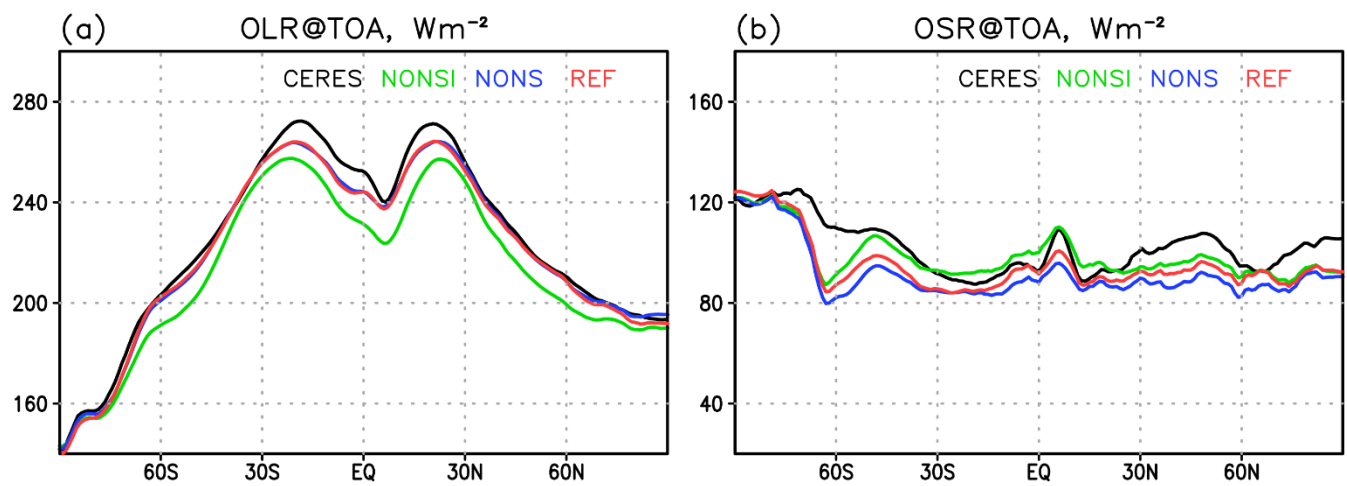 (a) OLR@TOA, Wm⁻²
CERES NONSI NONS REF
280
240
200
160
60S 30S EQ 30N 60N
(b) OSR@TOA, Wm⁻²
CERES NONSI NONS REF
160
120
80
40
60S 30S EQ 30N 60N